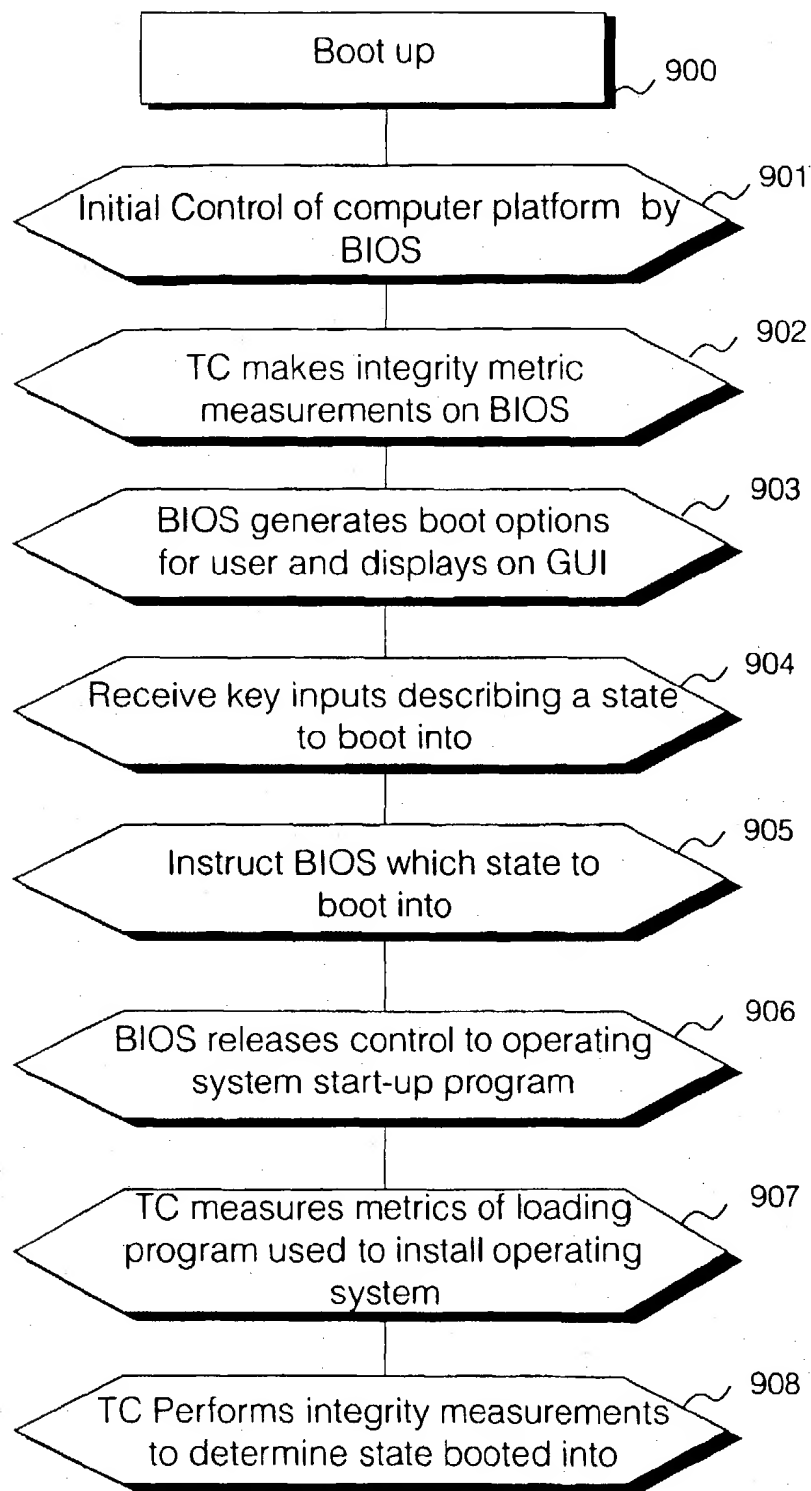 Boot up
900
Initial Control of computer platform by
BIOS
901
TC makes integrity metric
measurements on BIOS
902
BIOS generates boot options
for user and displays on GUI
903
Receive key inputs describing a state
to boot into
904
Instruct BIOS which state to
boot into
905
BIOS releases control to operating
system start-up program
906
TC measures metrics of loading
program used to install operating
system
907
TC Performs integrity measurements
to determine state booted into
908